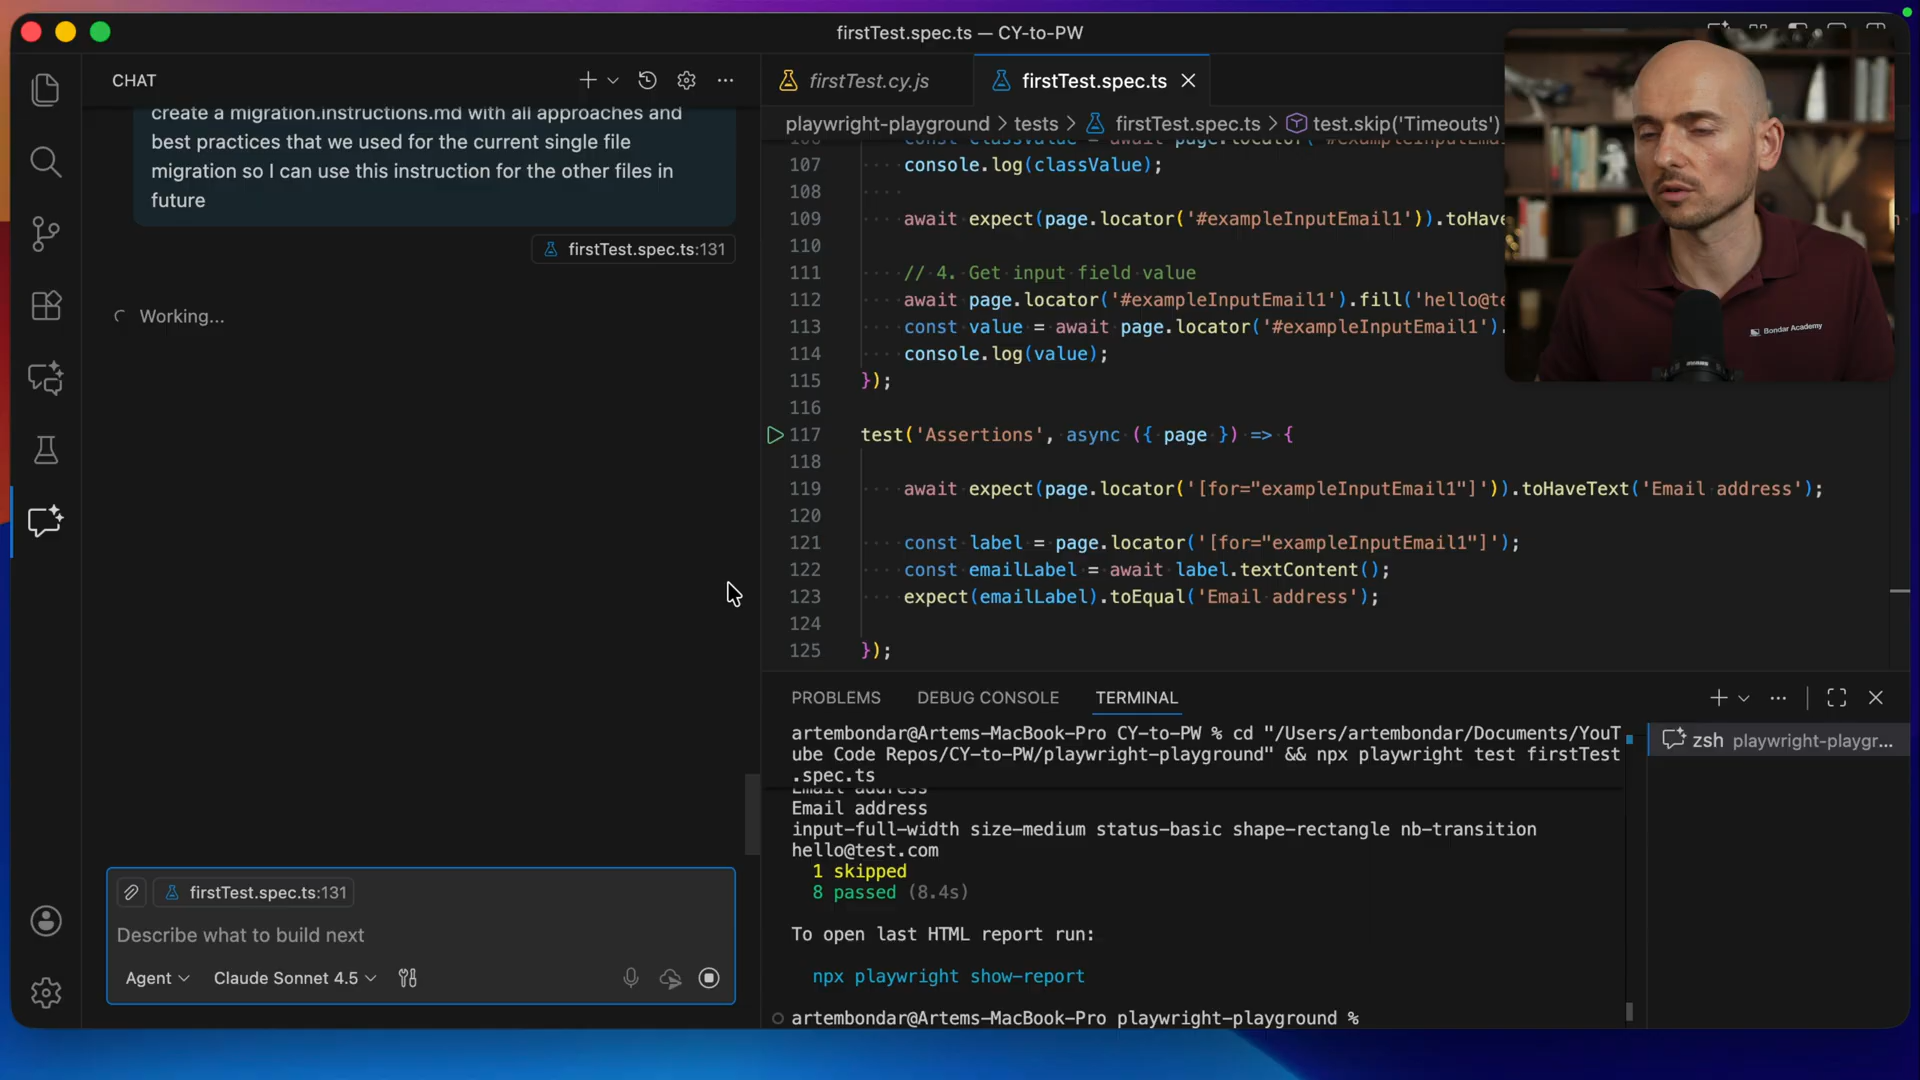 firstTest.spec.ts — CY-to-PW
CHAT
create a migration.instructions.md with all approaches and
best practices that we used for the current single file
migration so I can use this instruction for the other files in
future
firstTest.spec.ts:131
Working...
firstTest.spec.ts:131
Describe what to build next
Agent
Claude Sonnet 4.5
firstTest.cy.js
firstTest.spec.ts
playwright-playground > tests > firstTest.spec.ts > test.skip('Timeouts')
107 console.log(classValue);
108
109 await expect(page.locator('#exampleInputEmail1')).toHave
110
111 // 4. Get input field value
112 await page.locator('#exampleInputEmail1').fill('hello@te
113 const value = await page.locator('#exampleInputEmail1').
114 console.log(value);
115 });
116
117 test('Assertions', async ({ page }) => {
118
119 await expect(page.locator('[for="exampleInputEmail1"]')).toHaveText('Email address');
120
121 const label = page.locator('[for="exampleInputEmail1"]');
122 const emailLabel = await label.textContent();
123 expect(emailLabel).toEqual('Email address');
124
125 });
Bondar Academy
PROBLEMS
DEBUG CONSOLE
TERMINAL
artembondar@Artems-MacBook-Pro CY-to-PW % cd "/Users/artembondar/Documents/YouT
ube Code Repos/CY-to-PW/playwright-playground" && npx playwright test firstTest
.spec.ts
Email address
input-full-width size-medium status-basic shape-rectangle nb-transition
hello@test.com
1 skipped
8 passed (8.4s)
To open last HTML report run:
npx playwright show-report
artembondar@Artems-MacBook-Pro playwright-playground %
zsh playwright-playgr...